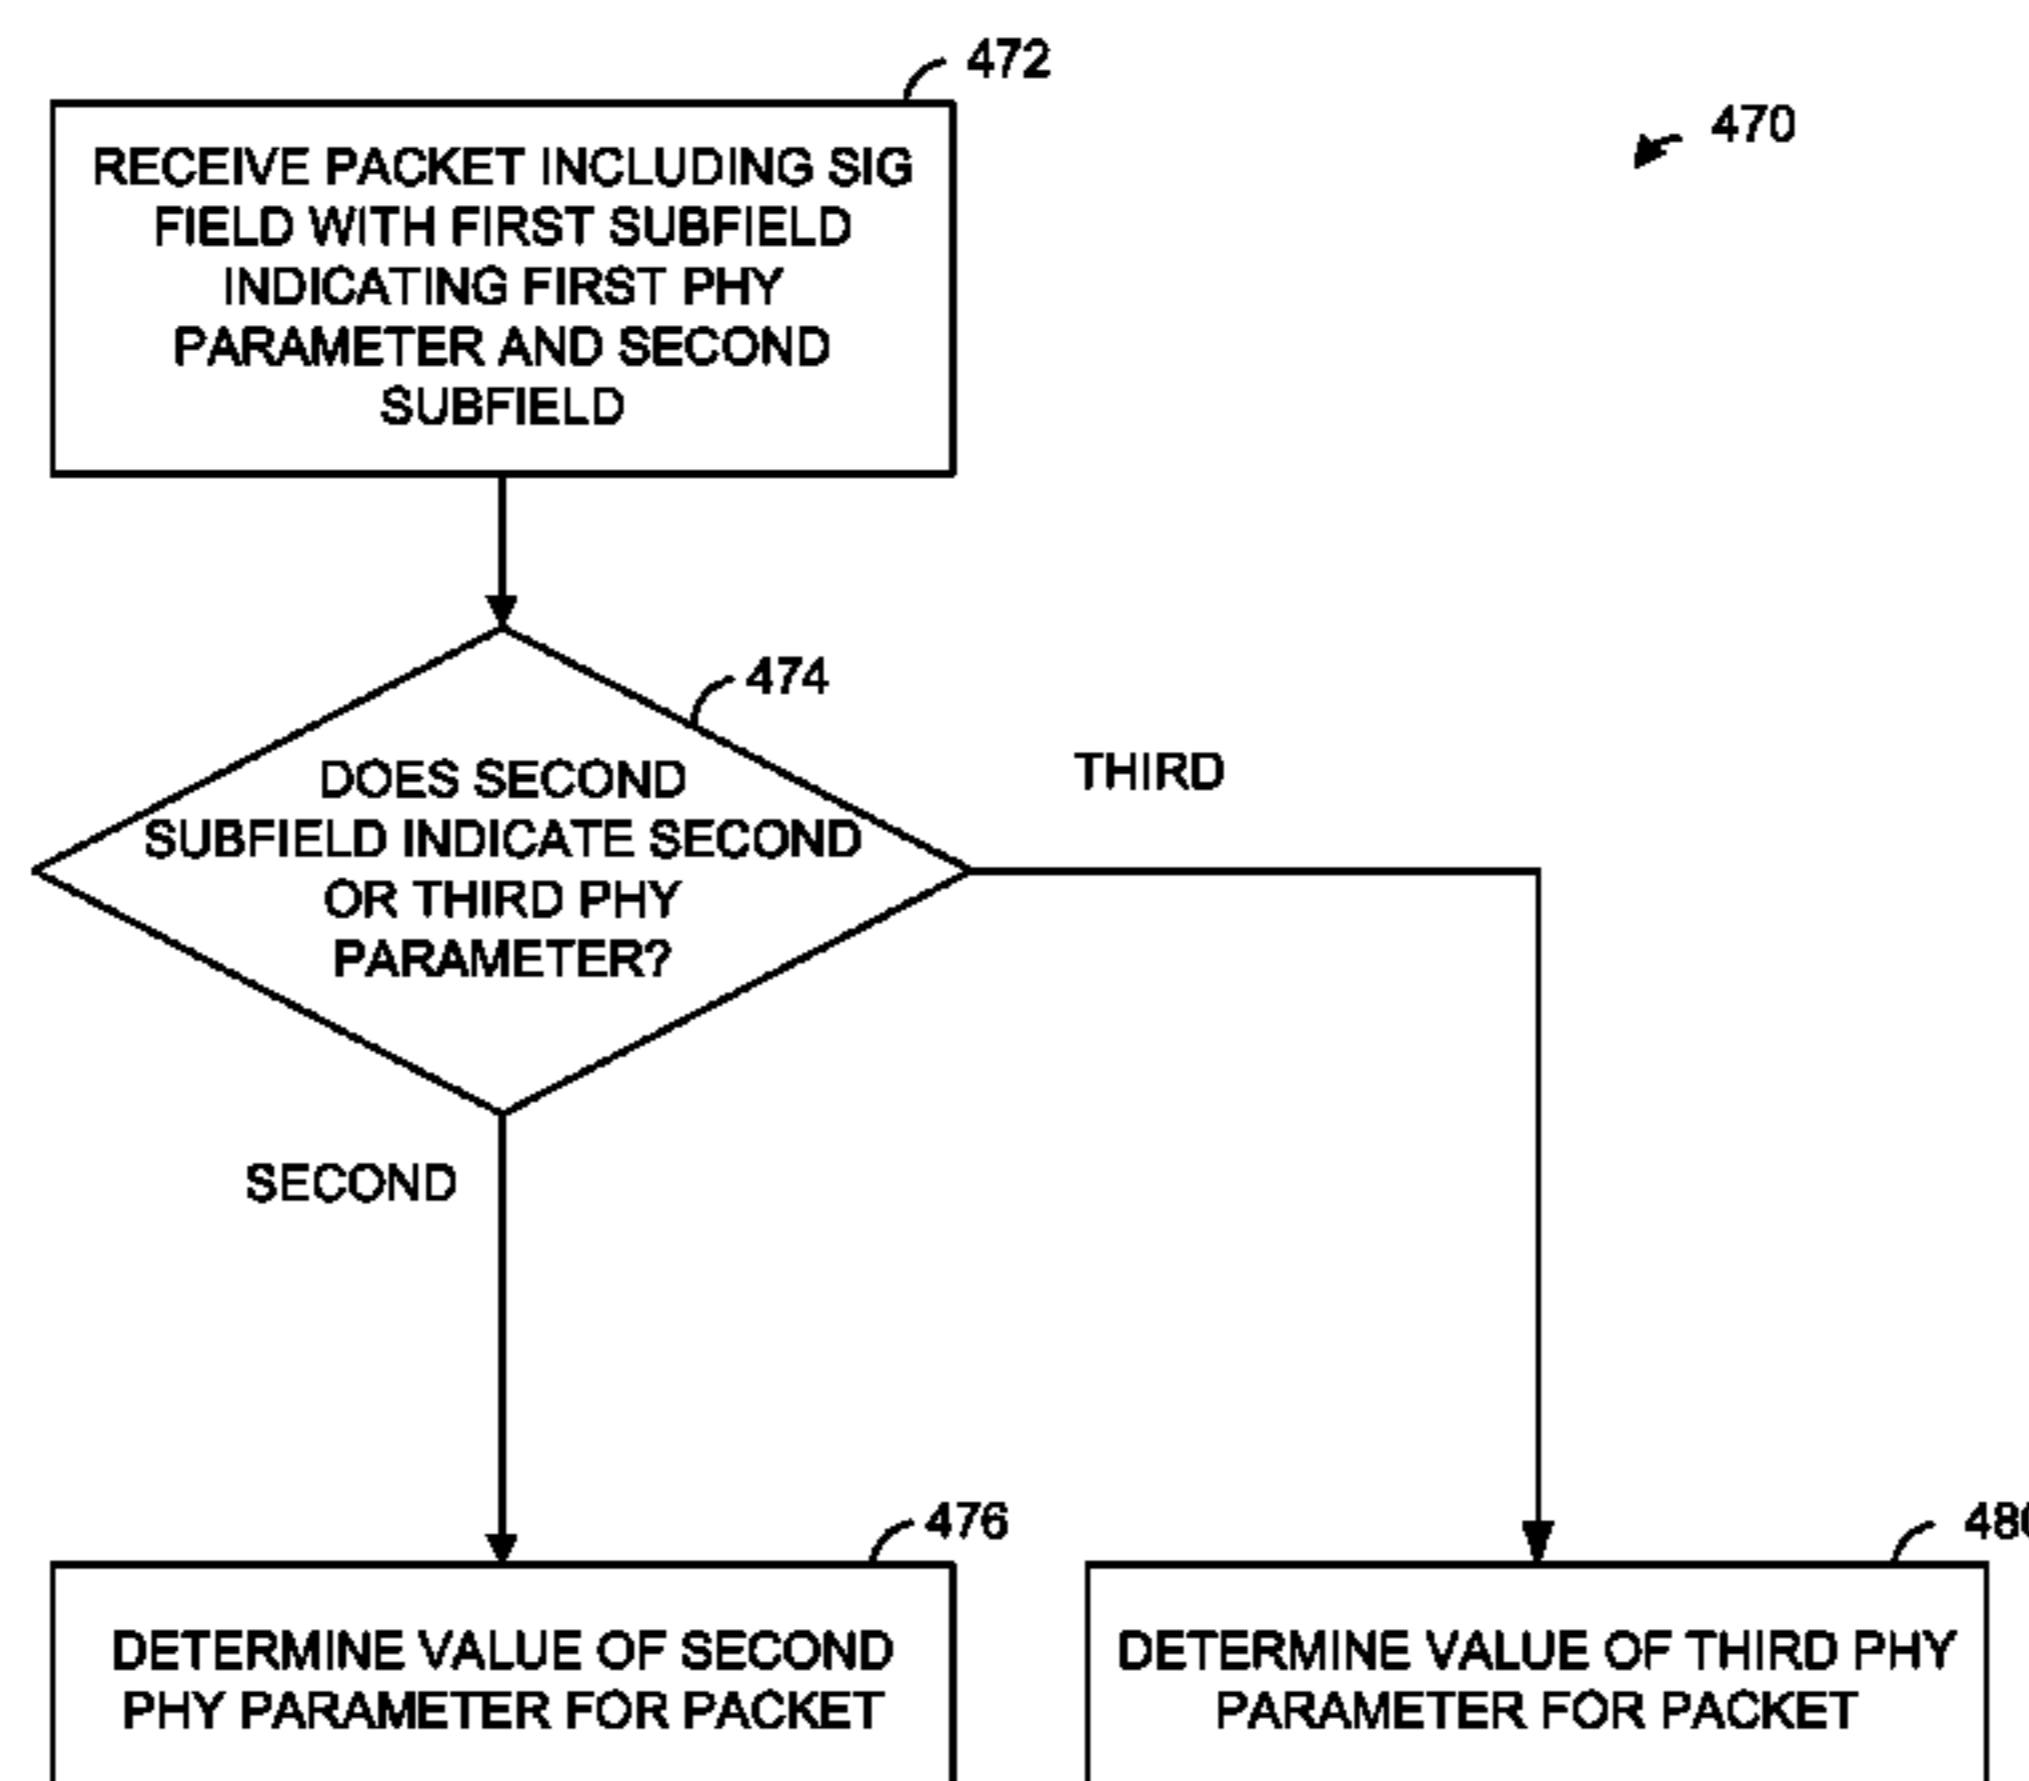 472
470
RECEIVE PACKET INCLUDING SIG
FIELD WITH FIRST SUBFIELD
INDICATING FIRST PHY
PARAMETER AND SECOND
SUBFIELD
474
DOES SECOND
SUBFIELD INDICATE SECOND
OR THIRD PHY
PARAMETER?
THIRD
SECOND
476
DETERMINE VALUE OF SECOND
PHY PARAMETER FOR PACKET
DETERMINE VALUE OF THIRD PHY
PARAMETER FOR PACKET